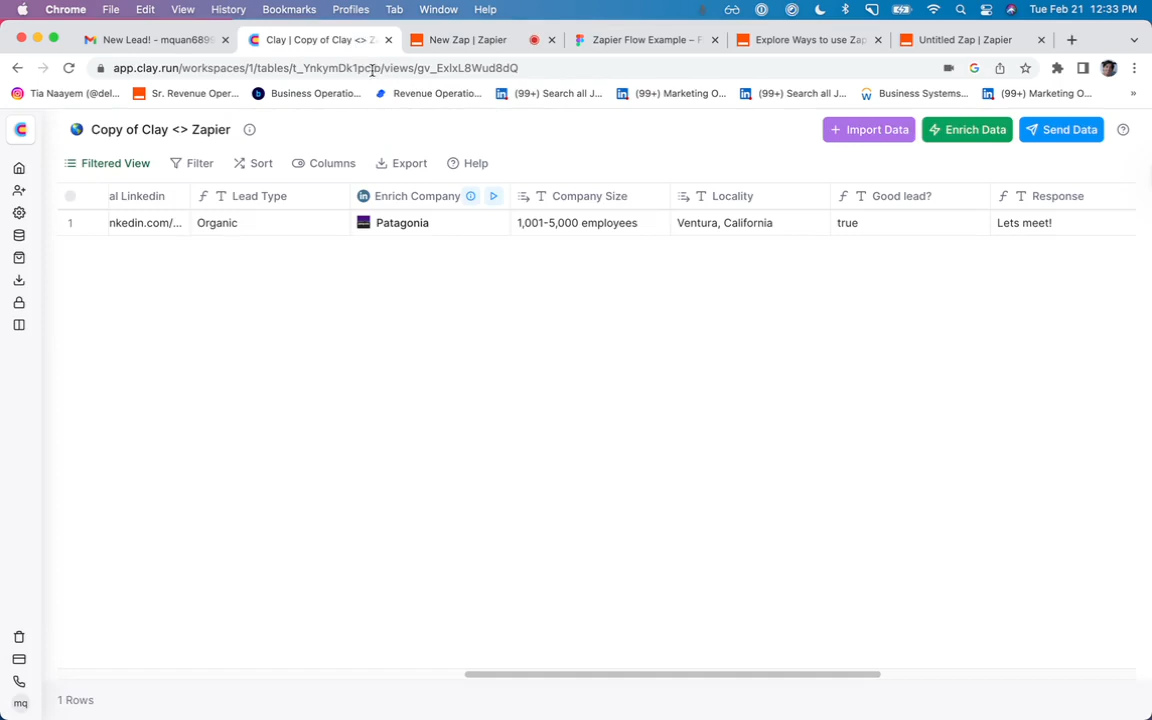 Chrome File Edit View History Bookmarks Profiles Tab Window Help Tue Feb 21 12:33 PM
New Lead! - mquan6895 Clay | Copy of Clay <> Za New Zap | Zapier Zapier Flow Example – F Explore Ways to use Zap Untitled Zap | Zapier
app.clay.run/workspaces/1/tables/t_YnkymDk1pcip/views/gv_ExIxL8Wud8dQ
Tia Naayem (@del... Sr. Revenue Oper... Business Operatio... Revenue Operatio... (99+) Search all J... (99+) Marketing O... (99+) Search all J... Business Systems... (99+) Marketing O... »
Copy of Clay <> Zapier Import Data Enrich Data Send Data
Filtered View Filter Sort Columns Export Help
al Linkedin Lead Type Enrich Company Company Size Locality Good lead? Response
1 nkedin.com/... Organic Patagonia 1,001-5,000 employees Ventura, California true Lets meet!
mq
1 Rows